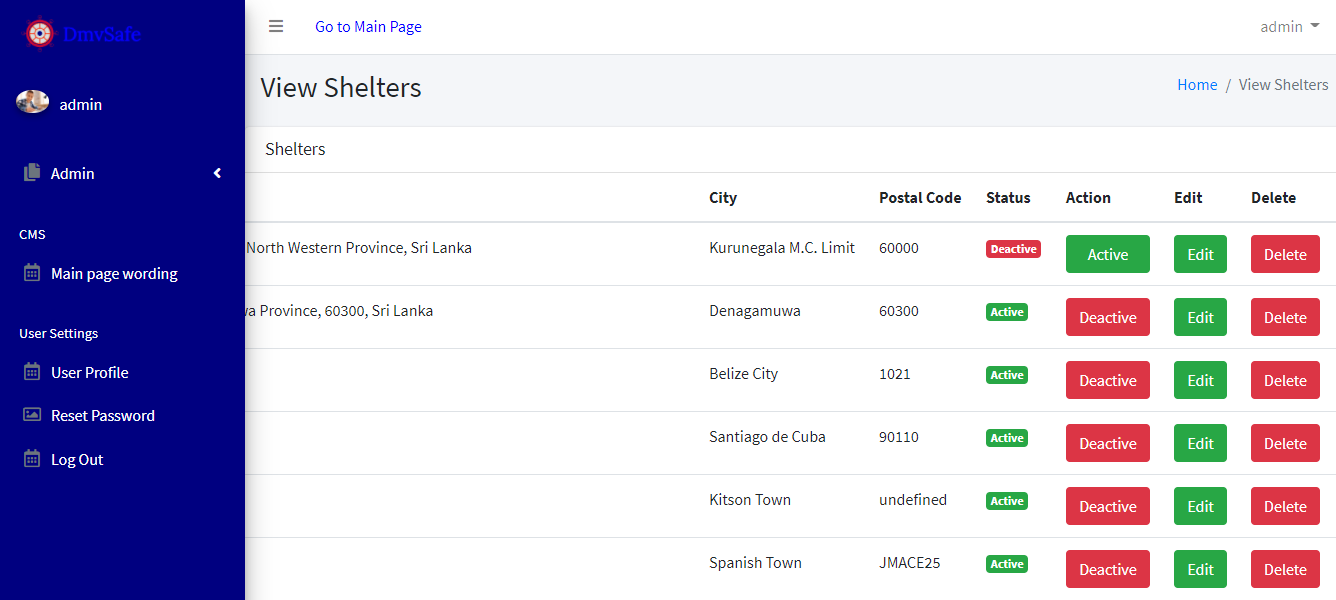 DmvSafe
Go to Main Page
admin
admin
Admin
CMS
Main page wording
User Settings
User Profile
Reset Password
Log Out
View Shelters
Home / View Shelters
Shelters
City Postal Code Status Action Edit Delete
North Western Province, Sri Lanka Kurunegala M.C. Limit 60000 Deactive Active Edit Delete
Province, 60300, Sri Lanka Denagamuwa 60300 Active Deactive Edit Delete
Belize City 1021 Active Deactive Edit Delete
Santiago de Cuba 90110 Active Deactive Edit Delete
Kitson Town undefined Active Deactive Edit Delete
Spanish Town JMACE25 Active Deactive Edit Delete